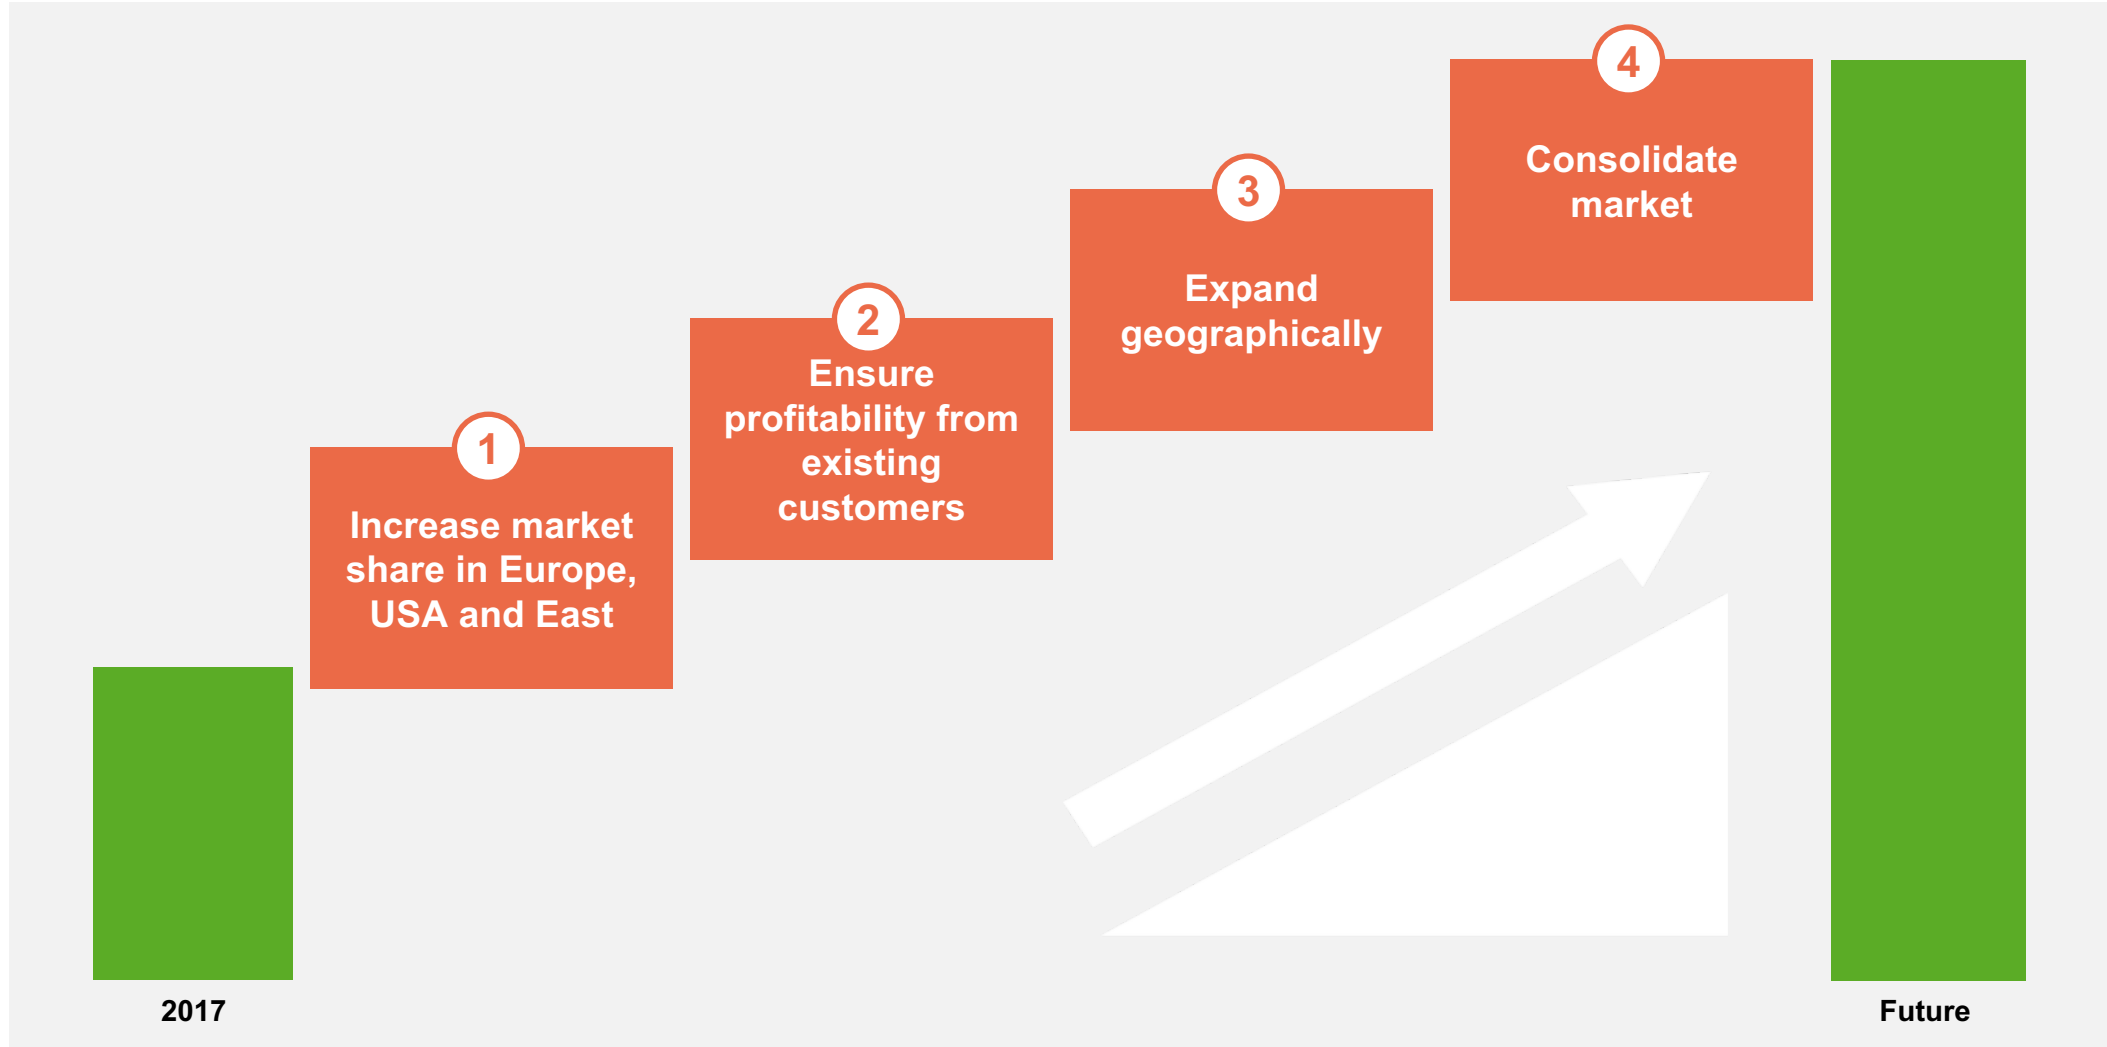 1
Increase market
share in Europe,
USA and East
2
Ensure
profitability from
existing
customers
3
Expand
geographically
4
Consolidate
market
2017
Future